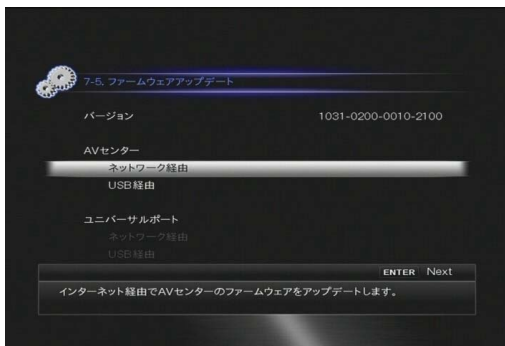 7-5. ファームウェアアップデート
バージョン 1031-0200-0010-2100
AVセンター
ネットワーク経由
USB経由
ユニバーサルポート
ネットワーク経由
USB経由
ENTER Next
インターネット経由でAVセンターのファームウェアをアップデートします。